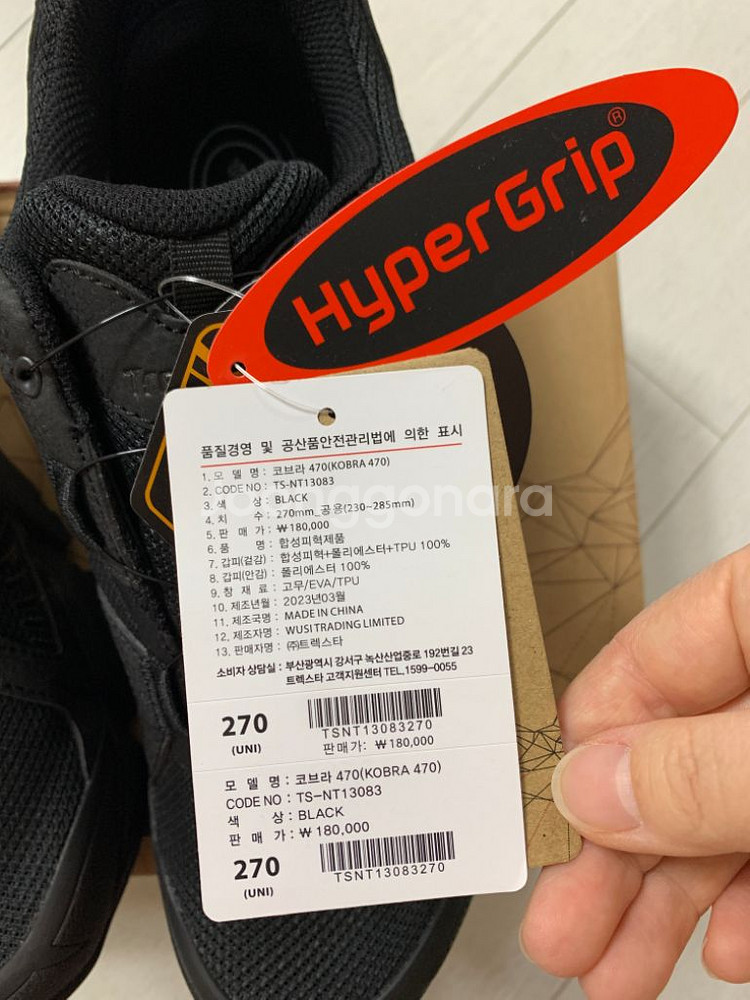 HyperGrip®
품질경영 및 공산품안전관리법에 의한 표시
1. 모 델 명 : 코브라 470(KOBRA 470)
2. CODE NO : TS-NT13083
3. 색 상 : BLACK
4. 치 수 : 270mm_공용(230~285mm)
5. 판 매 가 : ₩180,000
6. 품 명 : 합성피혁제품
7. 갑피(겉감) : 합성피혁+폴리에스터+TPU 100%
8. 갑피(안감) : 폴리에스터 100%
9. 창 재 료 : 고무/EVA/TPU
10. 제조년월 : 2023년03월
11. 제조국명 : MADE IN CHINA
12. 제조자명 : WUSI TRADING LIMITED
13. 판매자명 : ㈜트렉스타
소비자 상담실 : 부산광역시 강서구 녹산산업중로 192번길 23
트렉스타 고객지원센터 TEL.1599-0055
270
(UNI)
TSNT13083270
판매가: ₩180,000
모 델 명 : 코브라 470(KOBRA 470)
CODE NO : TS-NT13083
색 상 : BLACK
판 매 가 : ₩180,000
270
(UNI)
TSNT13083270